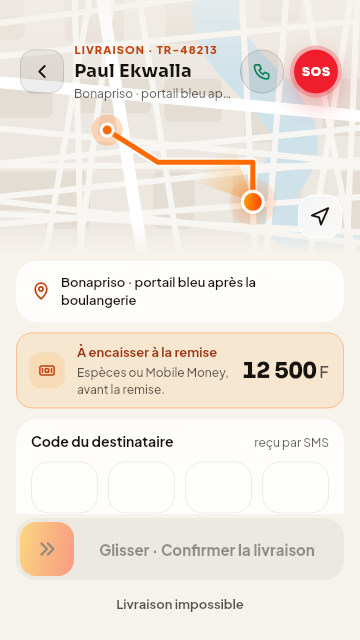 LIVRAISON · TR-48213
Paul Ekwalla
Bonapriso · portail bleu ap…
SOS
Bonapriso · portail bleu après la
boulangerie
À encaisser à la remise
Espèces ou Mobile Money,
avant la remise.
12 500 F
Code du destinataire
reçu par SMS
Glisser · Confirmer la livraison
Livraison impossible